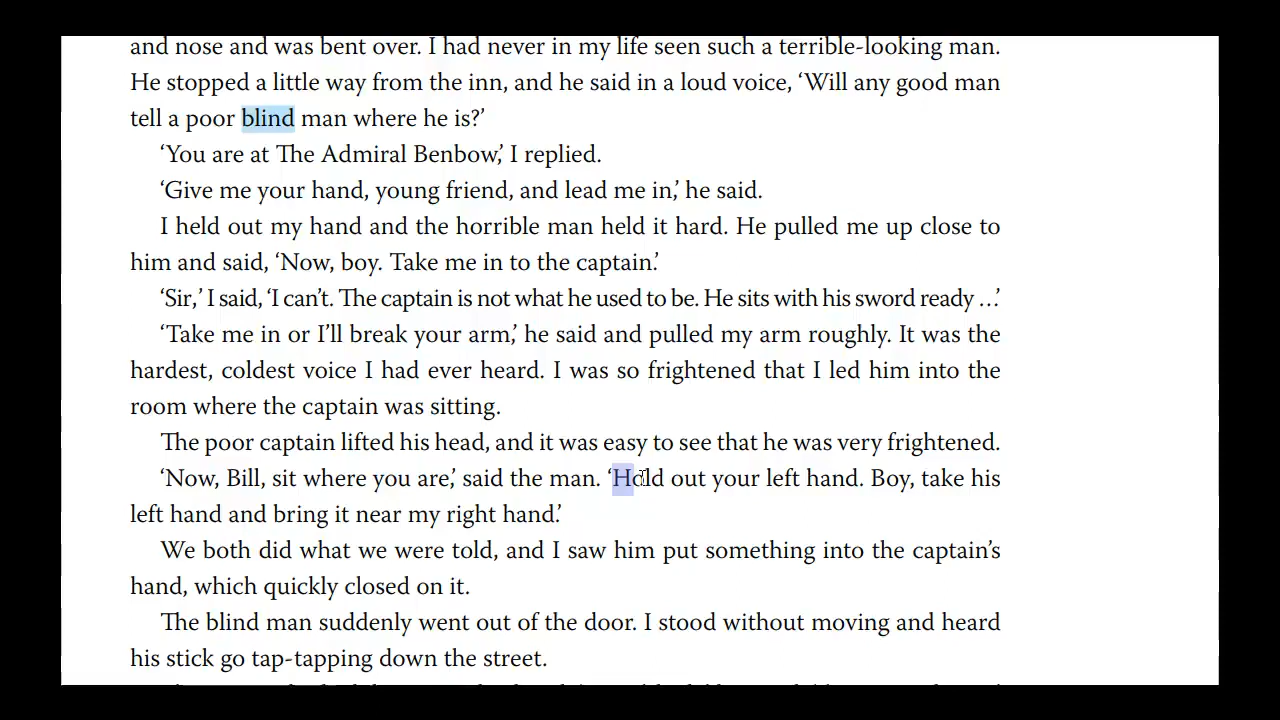 and nose and was bent over. I had never in my life seen such a terrible-looking man.
He stopped a little way from the inn, and he said in a loud voice, ‘Will any good man
tell a poor blind man where he is?’
‘You are at The Admiral Benbow,’ I replied.
‘Give me your hand, young friend, and lead me in,’ he said.
I held out my hand and the horrible man held it hard. He pulled me up close to
him and said, ‘Now, boy. Take me in to the captain.’
‘Sir,’ I said, ‘I can’t. The captain is not what he used to be. He sits with his sword ready …’
‘Take me in or I’ll break your arm,’ he said and pulled my arm roughly. It was the
hardest, coldest voice I had ever heard. I was so frightened that I led him into the
room where the captain was sitting.
The poor captain lifted his head, and it was easy to see that he was very frightened.
‘Now, Bill, sit where you are,’ said the man. ‘Hold out your left hand. Boy, take his
left hand and bring it near my right hand.’
We both did what we were told, and I saw him put something into the captain’s
hand, which quickly closed on it.
The blind man suddenly went out of the door. I stood without moving and heard
his stick go tap-tapping down the street.